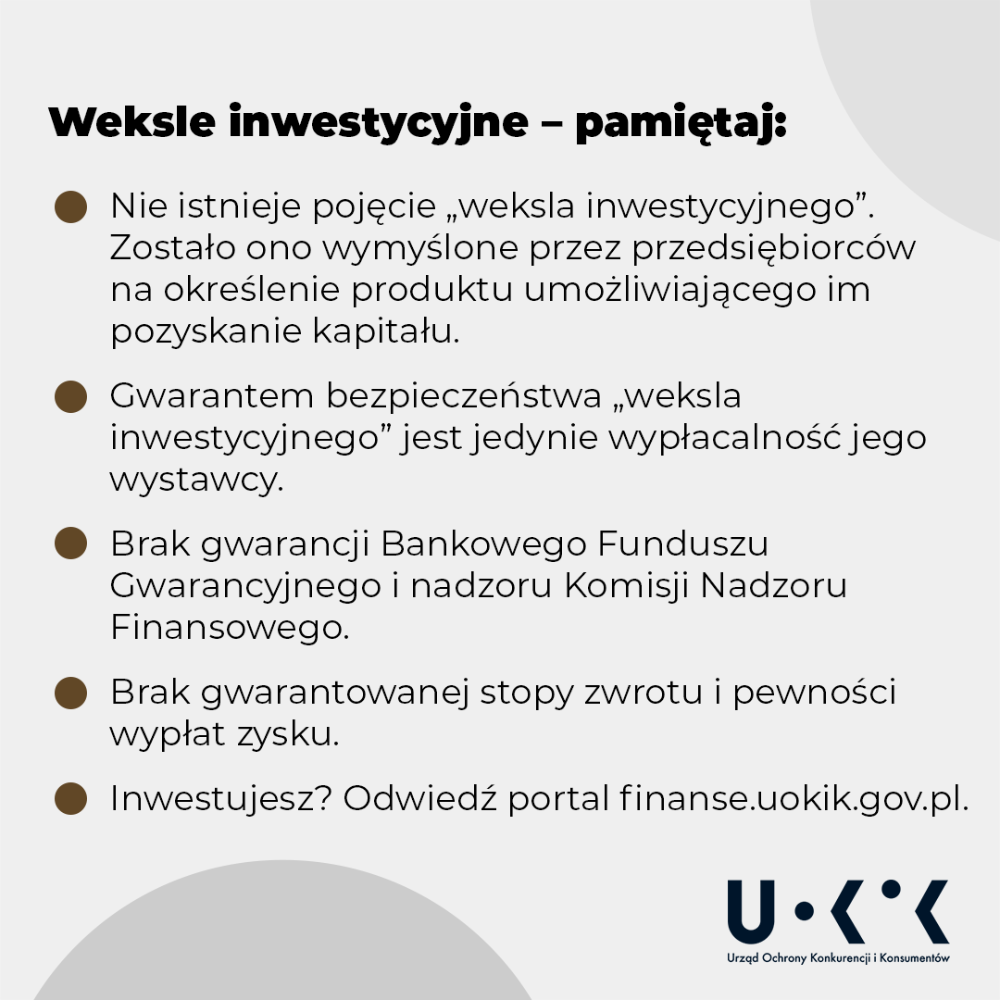 Weksle inwestycyjne – pamiętaj:
Nie istnieje pojęcie „weksla inwestycyjnego”.
Zostało ono wymyślone przez przedsiębiorców
na określenie produktu umożliwiającego im
pozyskanie kapitału.
Gwarantem bezpieczeństwa „weksla
inwestycyjnego” jest jedynie wypłacalność jego
wystawcy.
Brak gwarancji Bankowego Funduszu
Gwarancyjnego i nadzoru Komisji Nadzoru
Finansowego.
Brak gwarantowanej stopy zwrotu i pewności
wypłat zysku.
Inwestujesz? Odwiedź portal finanse.uokik.gov.pl.
UOKiK
Urząd Ochrony Konkurencji i Konsumentów